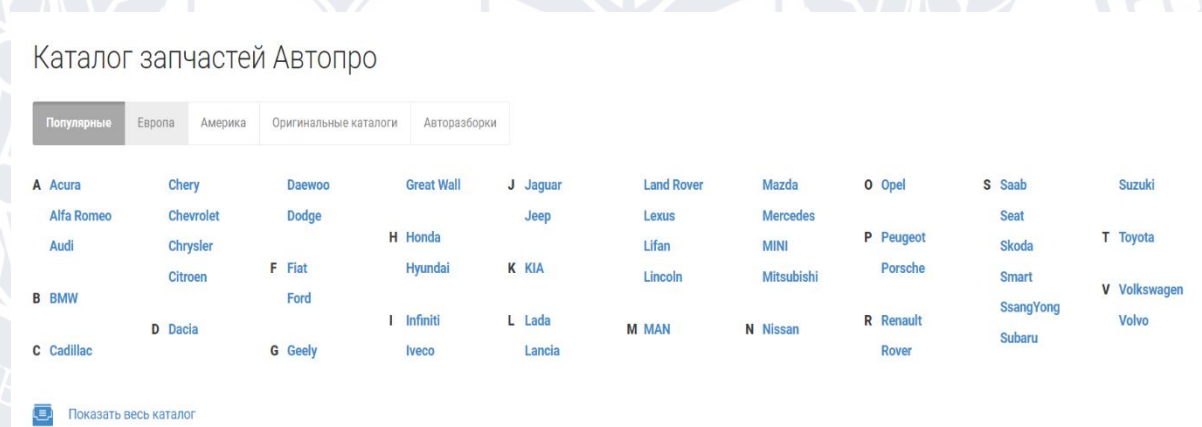 Каталог запчастей Автопро
Популярные Европа Америка Оригинальные каталоги Авторазборки
A Acura
Alfa Romeo
Audi
B BMW
C Cadillac
Chery
Chevrolet
Chrysler
Citroen
D Dacia
Daewoo
Dodge
F Fiat
Ford
G Geely
Great Wall
H Honda
Hyundai
I Infiniti
Iveco
J Jaguar
Jeep
K KIA
L Lada
Lancia
Land Rover
Lexus
Lifan
Lincoln
M MAN
Mazda
Mercedes
MINI
Mitsubishi
N Nissan
O Opel
P Peugeot
Porsche
R Renault
Rover
S Saab
Seat
Skoda
Smart
SsangYong
Subaru
Suzuki
T Toyota
V Volkswagen
Volvo
Показать весь каталог